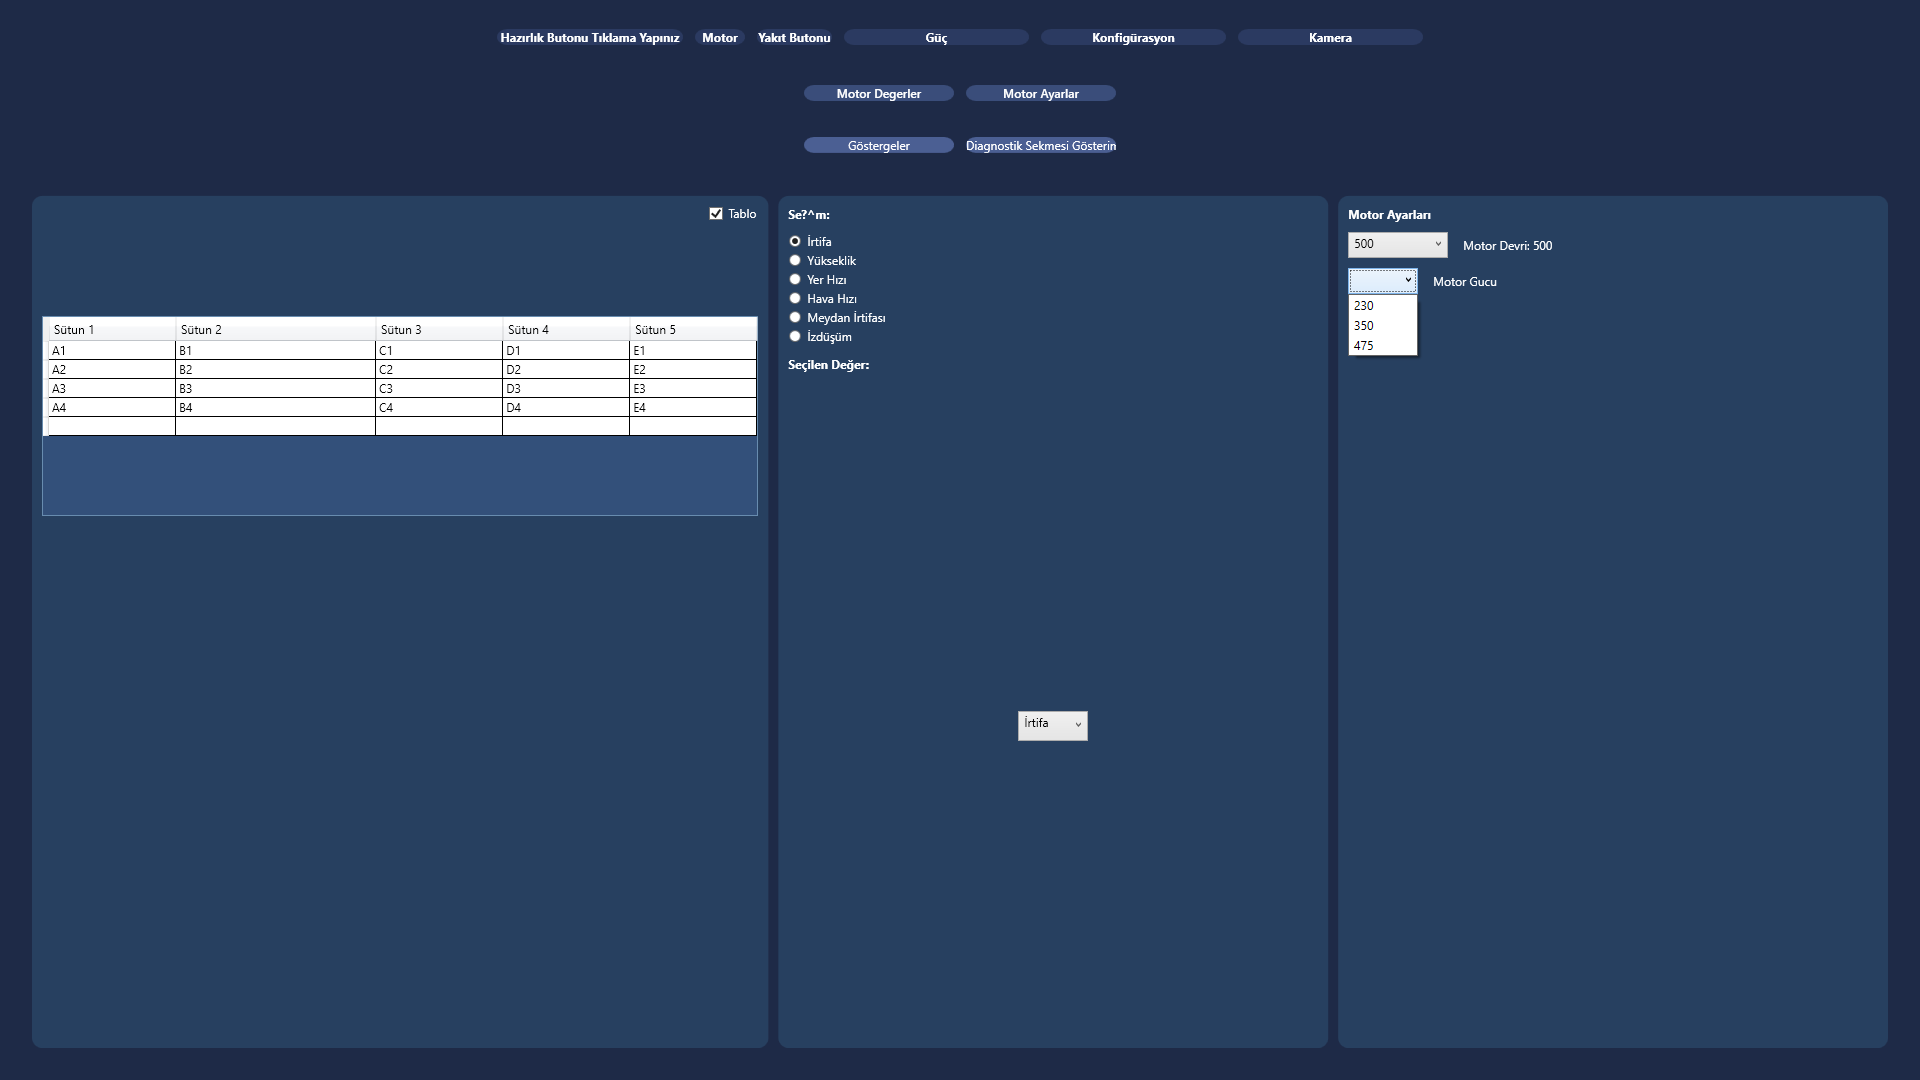 Hazırlık Butonu Tıklama Yapınız Motor Yakıt Butonu Güç Konfigürasyon Kamera
Motor Degerler Motor Ayarlar
Göstergeler Diagnostik Sekmesi Gösterin
Tablo
Sütun 1 Sütun 2 Sütun 3 Sütun 4 Sütun 5
A1 B1 C1 D1 E1
A2 B2 C2 D2 E2
A3 B3 C3 D3 E3
A4 B4 C4 D4 E4
Se?^m:
İrtifa
Yükseklik
Yer Hızı
Hava Hızı
Meydan İrtifası
İzdüşüm
Seçilen Değer:
İrtifa
Motor Ayarları
500 Motor Devri: 500
Motor Gucu
230
350
475